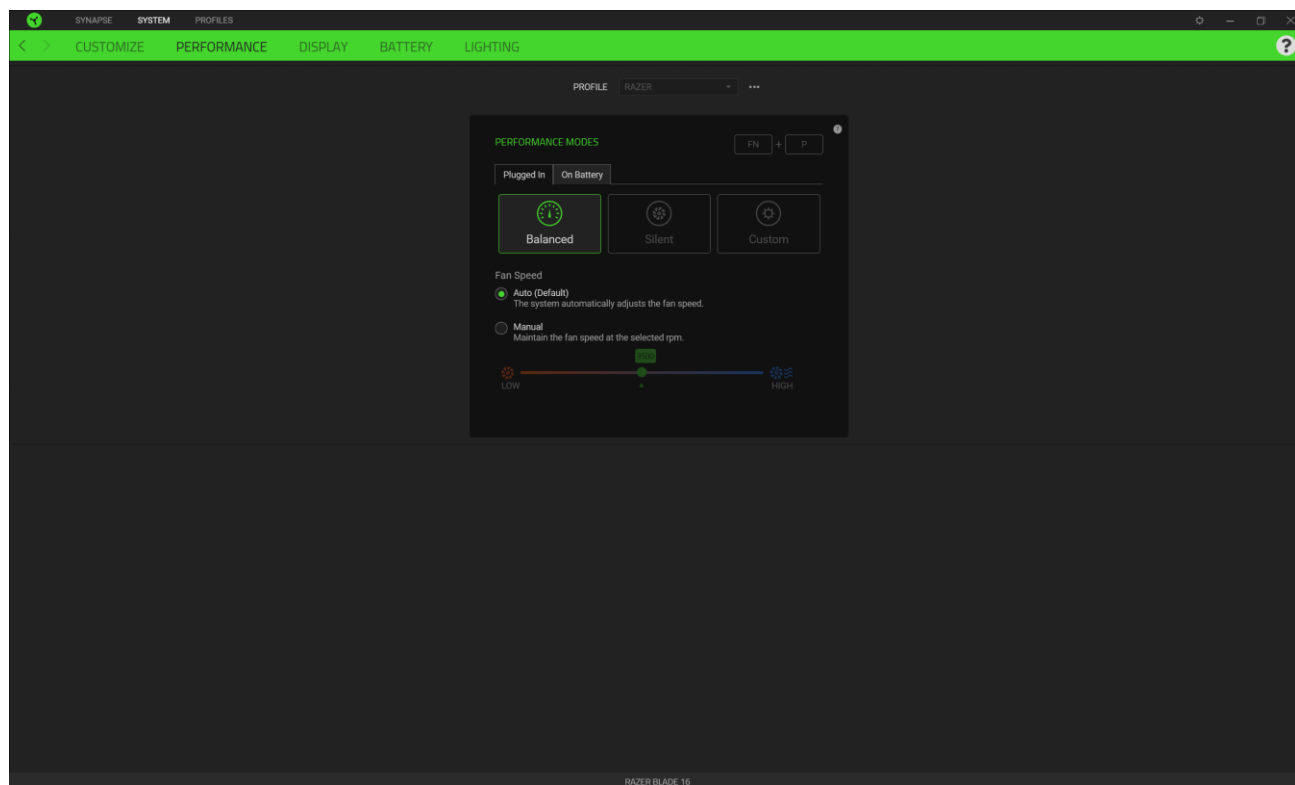 SYNAPSE SYSTEM PROFILES
CUSTOMIZE PERFORMANCE DISPLAY BATTERY LIGHTING ?
PROFILE RAZER
PERFORMANCE MODES FN + P
Plugged In On Battery
Balanced Silent Custom
Fan Speed
Auto (Default)
The system automatically adjusts the fan speed.
Manual
Maintain the fan speed at the selected rpm.
3500
LOW HIGH
RAZER BLADE 16